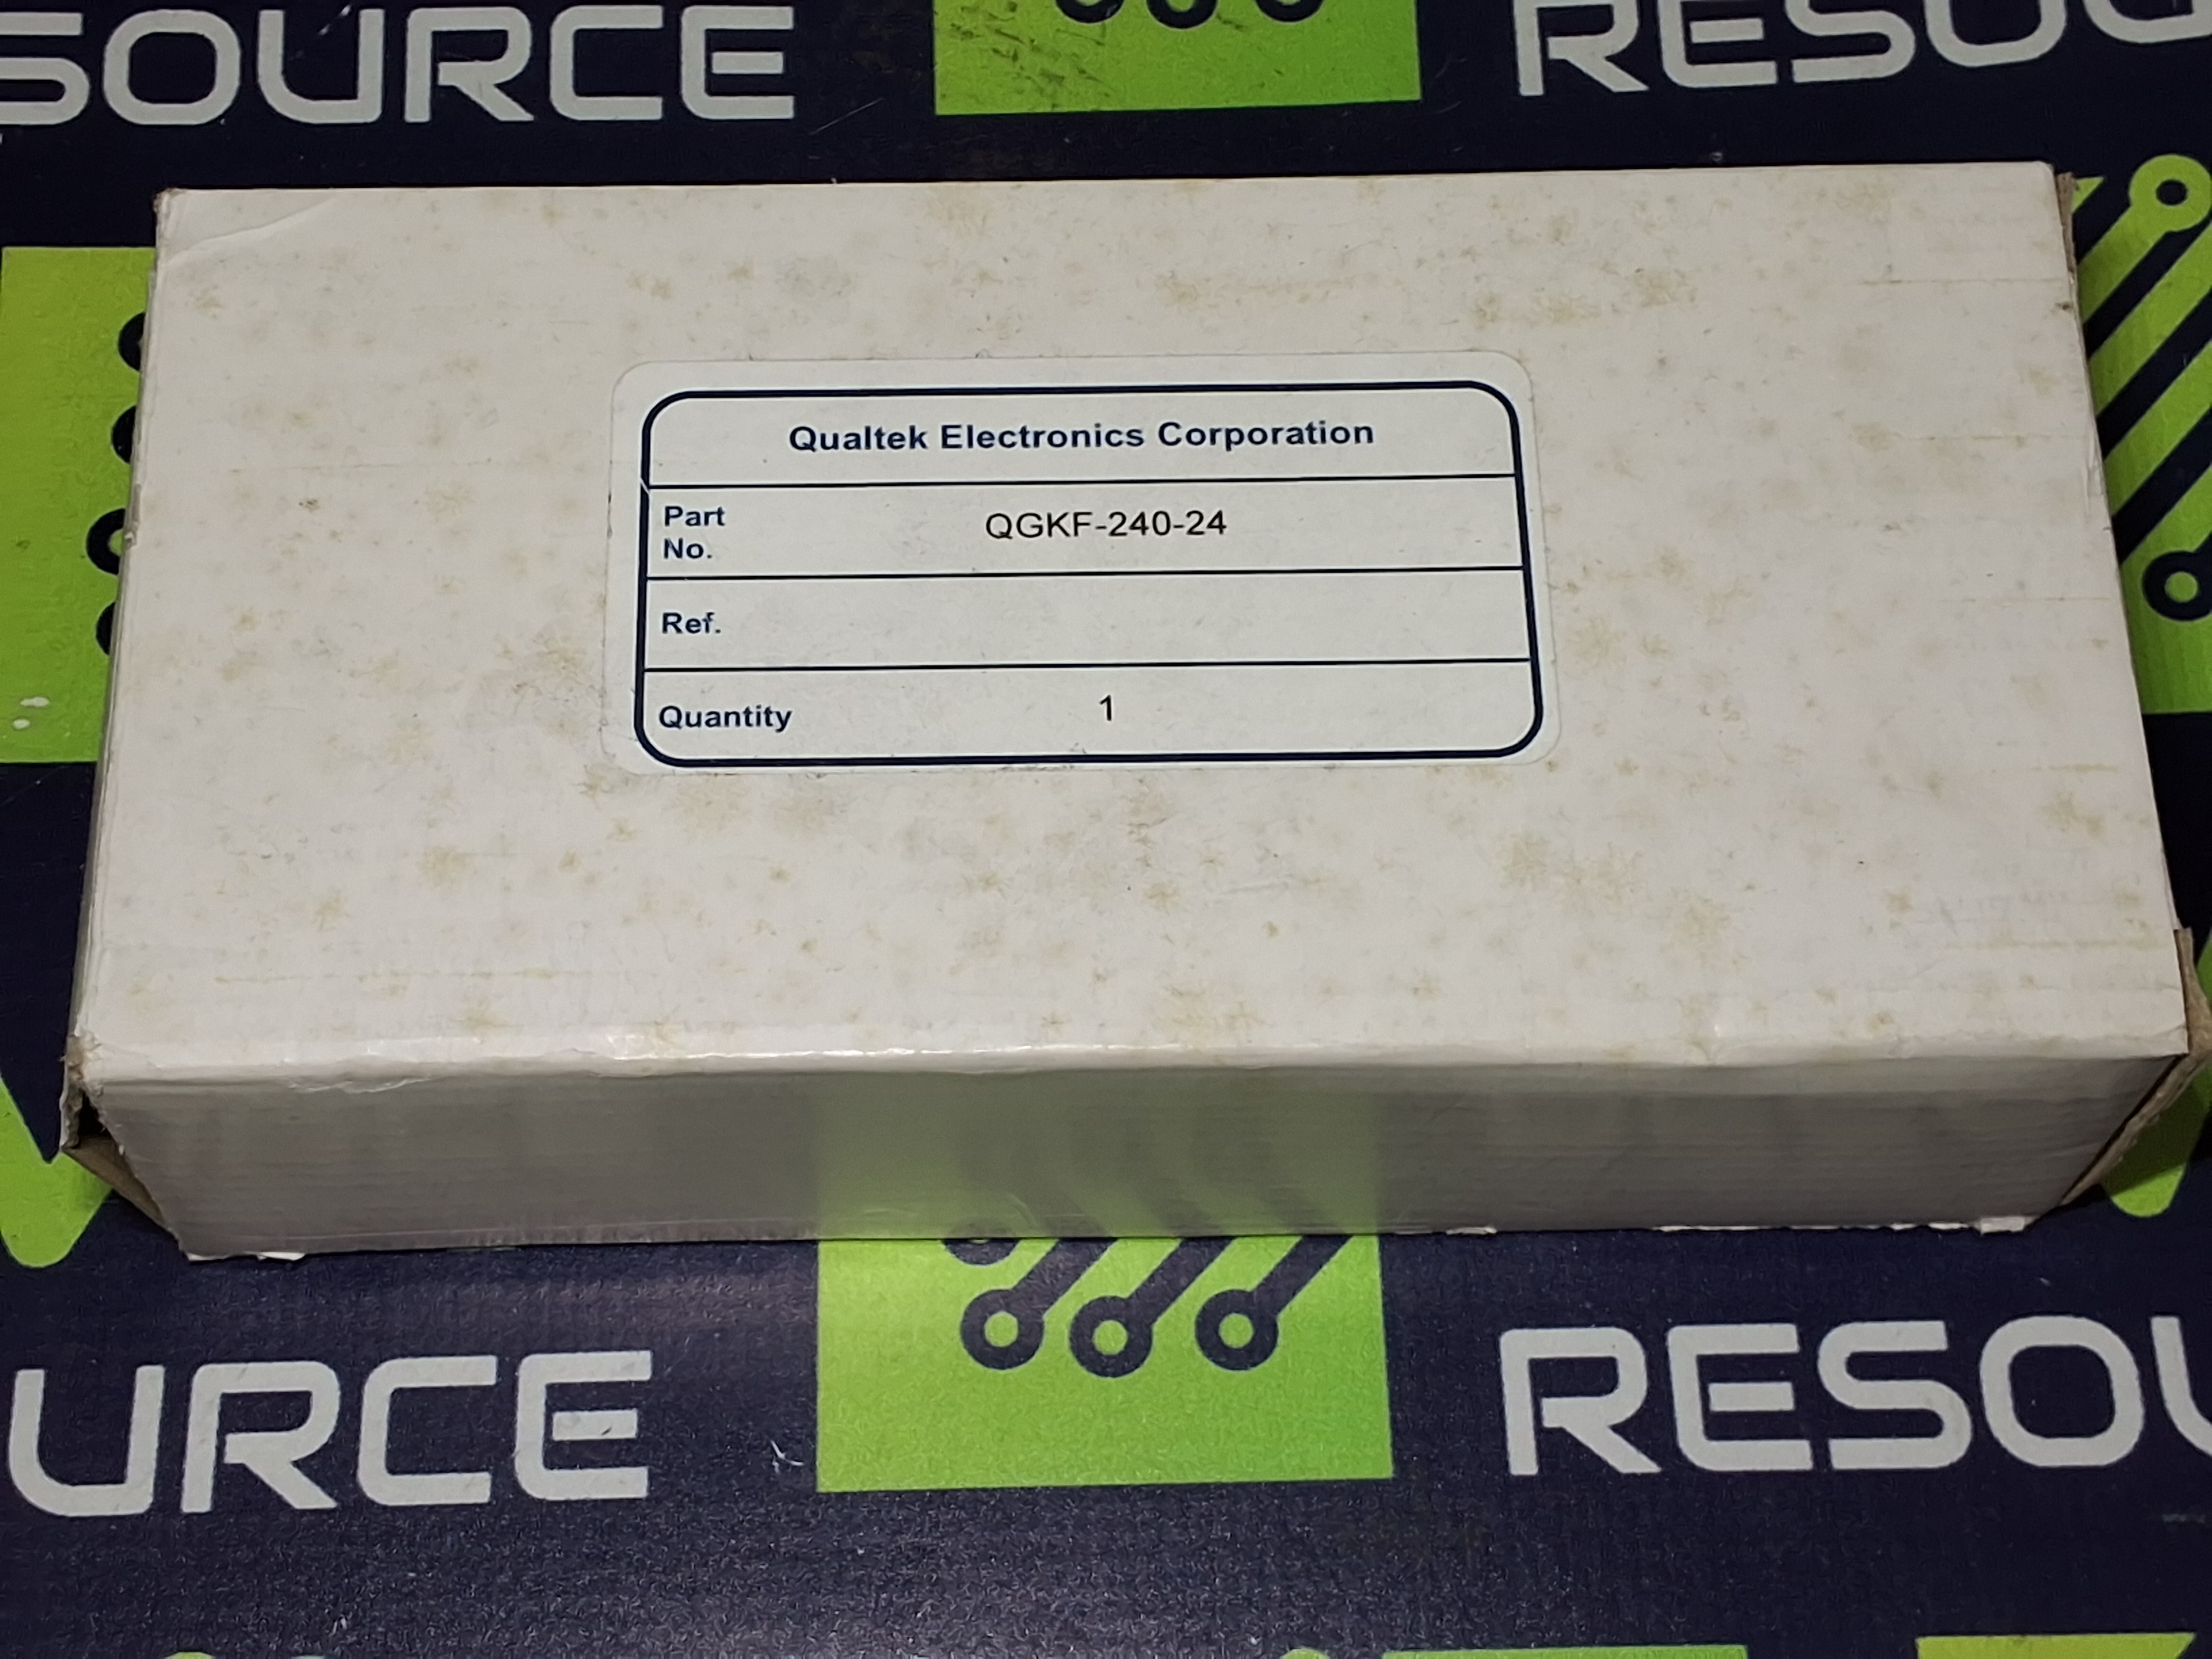 SOURCE
RESOU
Qualtek Electronics Corporation
Part
No.
QGKF-240-24
Ref.
Quantity
1
URCE
RESOU